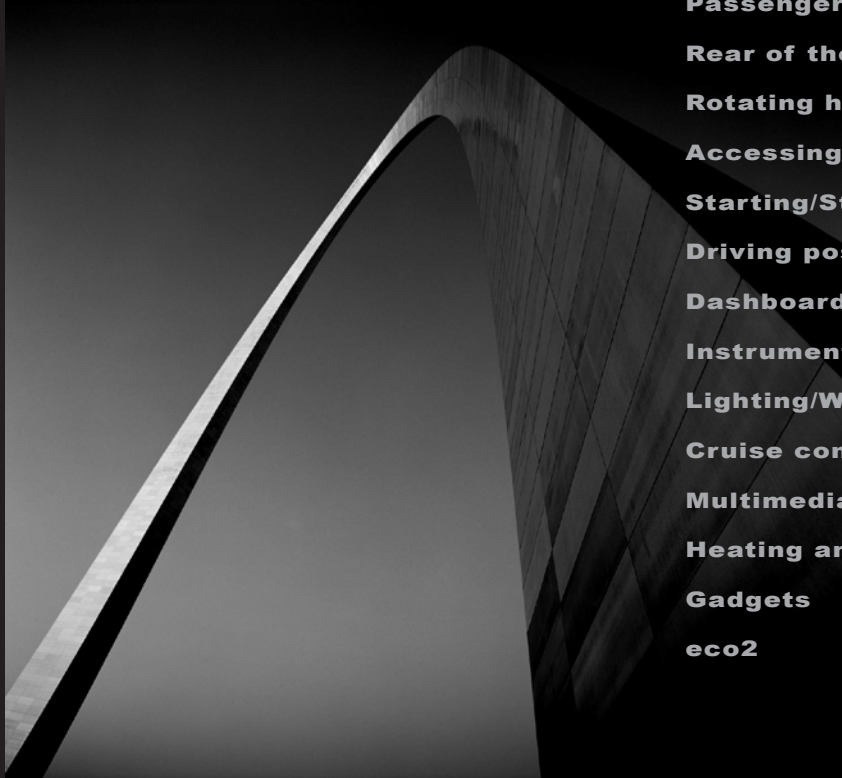 Passenger
Rear of the
Rotating h
Accessing
Starting/St
Driving pos
Dashboard
Instrument
Lighting/W
Cruise con
Multimedia
Heating an
Gadgets
eco2